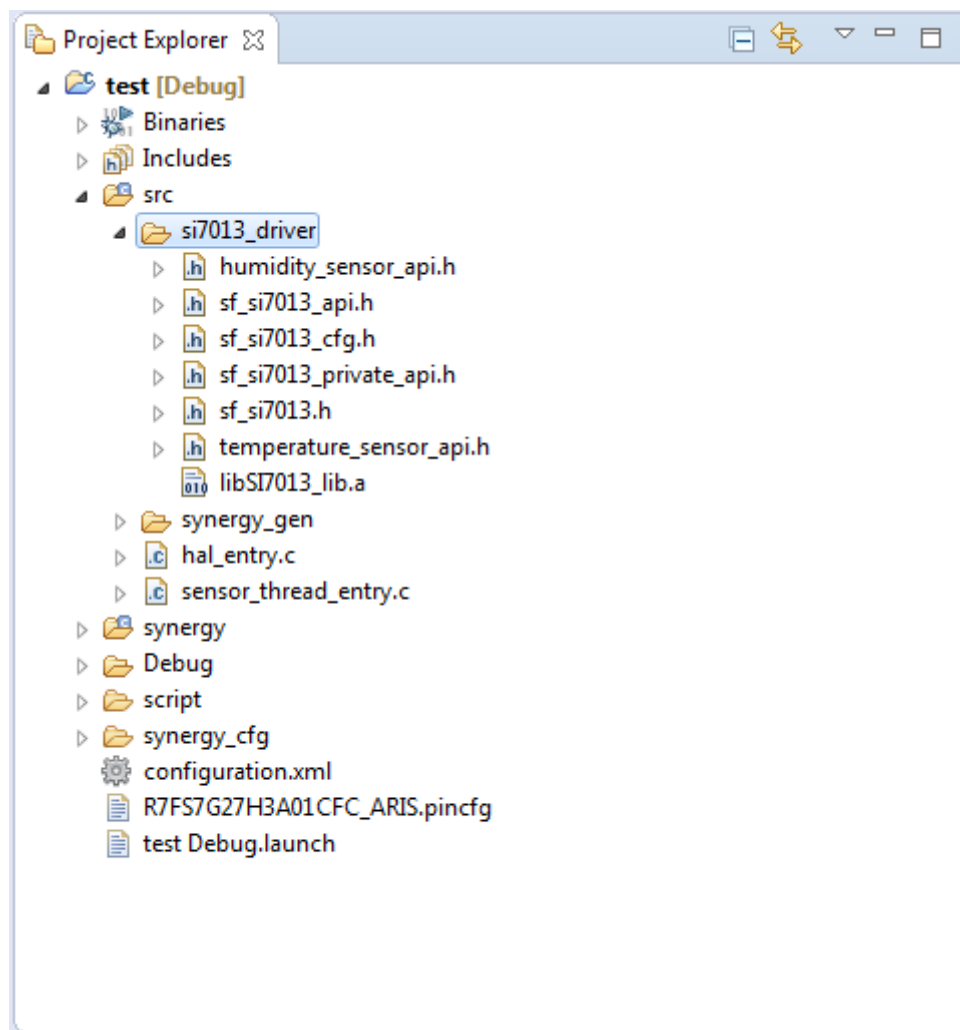 Project Explorer
test [Debug]
Binaries
Includes
src
si7013_driver
humidity_sensor_api.h
sf_si7013_api.h
sf_si7013_cfg.h
sf_si7013_private_api.h
sf_si7013.h
temperature_sensor_api.h
libSI7013_lib.a
synergy_gen
hal_entry.c
sensor_thread_entry.c
synergy
Debug
script
synergy_cfg
configuration.xml
R7FS7G27H3A01CFC_ARIS.pincfg
test Debug.launch